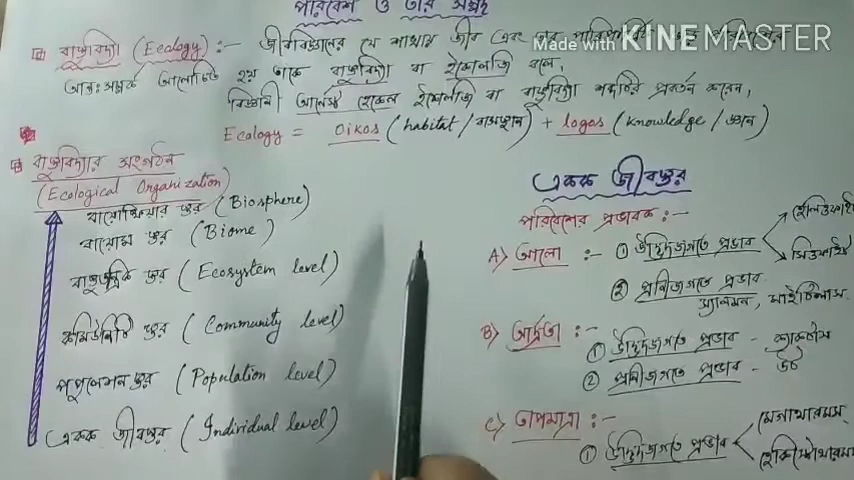 পরিবেশ ও তার সম্পদ
Made with KINEMASTER
বাস্তুবিদ্যা (Ecology) :- জীববিজ্ঞানের যে শাখায় জীব এবং তার
আন্তঃসম্পর্ক আলোচিত হয় তাকে বাস্তুবিদ্যা বা ইকোলজি বলে,
বিজ্ঞানী আর্নেস্ট হেকেল ইকোলজি বা বাস্তুবিদ্যা শব্দটির প্রবর্তন করেন,
Ecology = Oikos (habitat/বাসস্থান) + logos (knowledge/জ্ঞান)
বাস্তুবিদ্যার সংগঠন
(Ecological Organization)
বায়োস্ফিয়ার স্তর (Biosphere)
বায়োম স্তর (Biome)
বাস্তুতান্ত্রিক স্তর (Ecosystem level)
কমিউনিটি স্তর (Community level)
পপুলেশন স্তর (Population level)
একক জীবস্তর (Individual level)
একক জীবস্তর
পরিবেশের প্রভাবক :-
A) আলো :- ① উদ্ভিদজগতে প্রভাব
② প্রাণীজগতে প্রভাব
স্যালমন,
B) আর্দ্রতা :-
① উদ্ভিদজগতে প্রভাব - ক্যাকটাস
② প্রাণীজগতে প্রভাব - উট
C) তাপমাত্রা :-
① উদ্ভিদজগতে প্রভাব
মেগাথারমস্